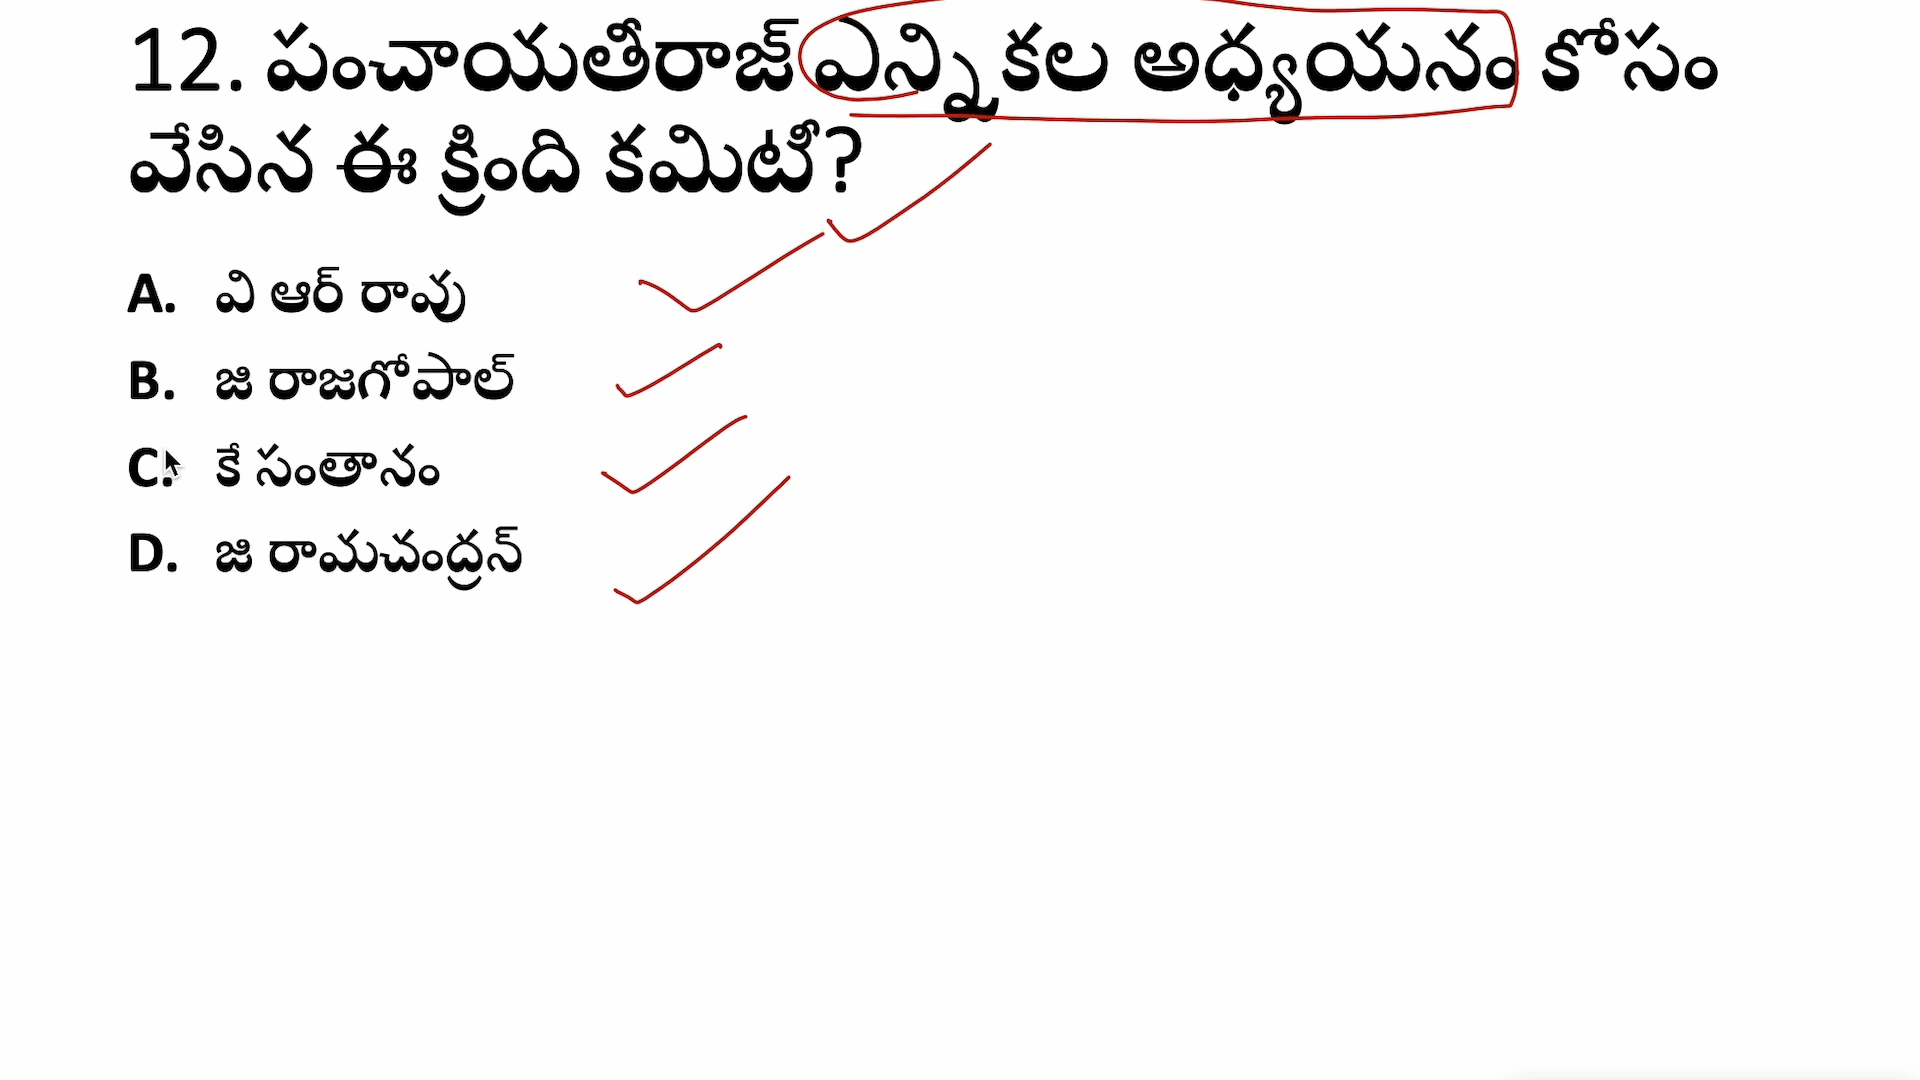 12. పంచాయతీరాజ్ ఎన్నికల అధ్యయనం కోసం
వేసిన ఈ క్రింది కమిటీ?
A. వి ఆర్ రావు
B. జి రాజగోపాల్
C. కే సంతానం
D. జి రామచంద్రన్